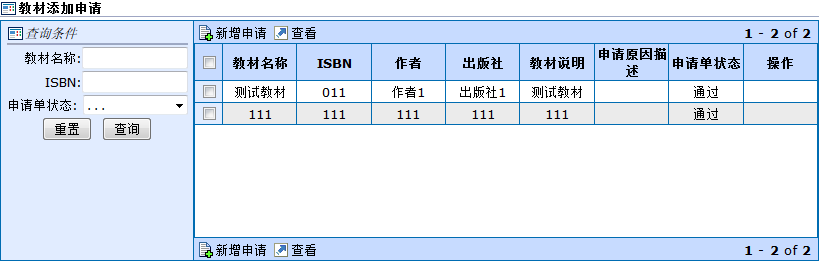 教材添加申请
查询条件
教材名称:
ISBN:
申请单状态: ...
重置 查询
新增申请 查看 1 - 2 of 2
教材名称 ISBN 作者 出版社 教材说明 申请原因描述 申请单状态 操作
测试教材 011 作者1 出版社1 测试教材 通过
111 111 111 111 111 通过
新增申请 查看 1 - 2 of 2